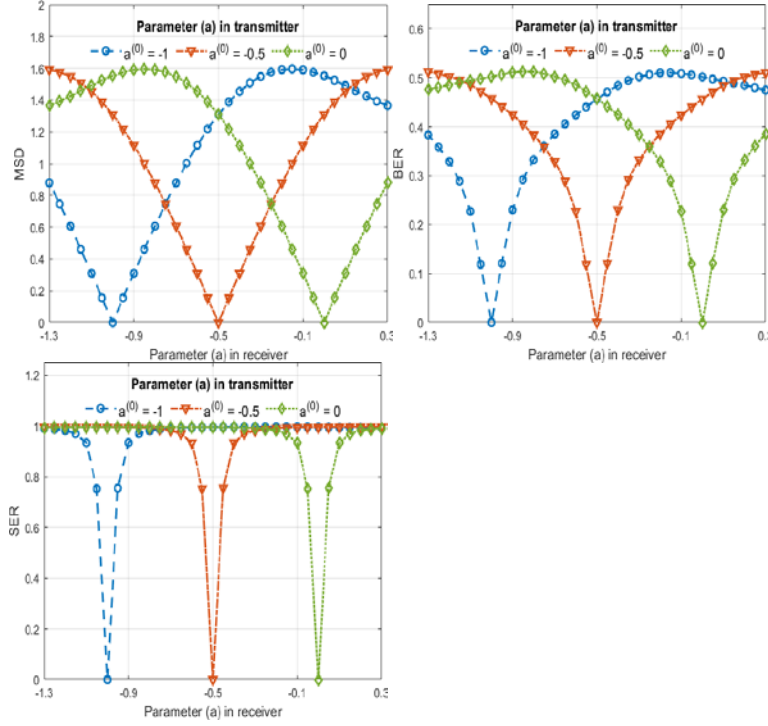 Parameter (a) in transmitter
a(0) = -1 a(0) = -0.5 a(0) = 0
MSD
2
1.8
1.6
1.4
1.2
1
0.8
0.6
0.4
0.2
0
-1.3 -0.9 -0.5 -0.1 0.3
Parameter (a) in receiver
Parameter (a) in transmitter
a(0) = -1 a(0) = -0.5 a(0) = 0
BER
0.6
0.5
0.4
0.3
0.2
0.1
0
-1.3 -0.9 -0.5 -0.1 0.3
Parameter (a) in receiver
Parameter (a) in transmitter
a(0) = -1 a(0) = -0.5 a(0) = 0
SER
1.2
1
0.8
0.6
0.4
0.2
0
-1.3 -0.9 -0.5 -0.1 0.3
Parameter (a) in receiver